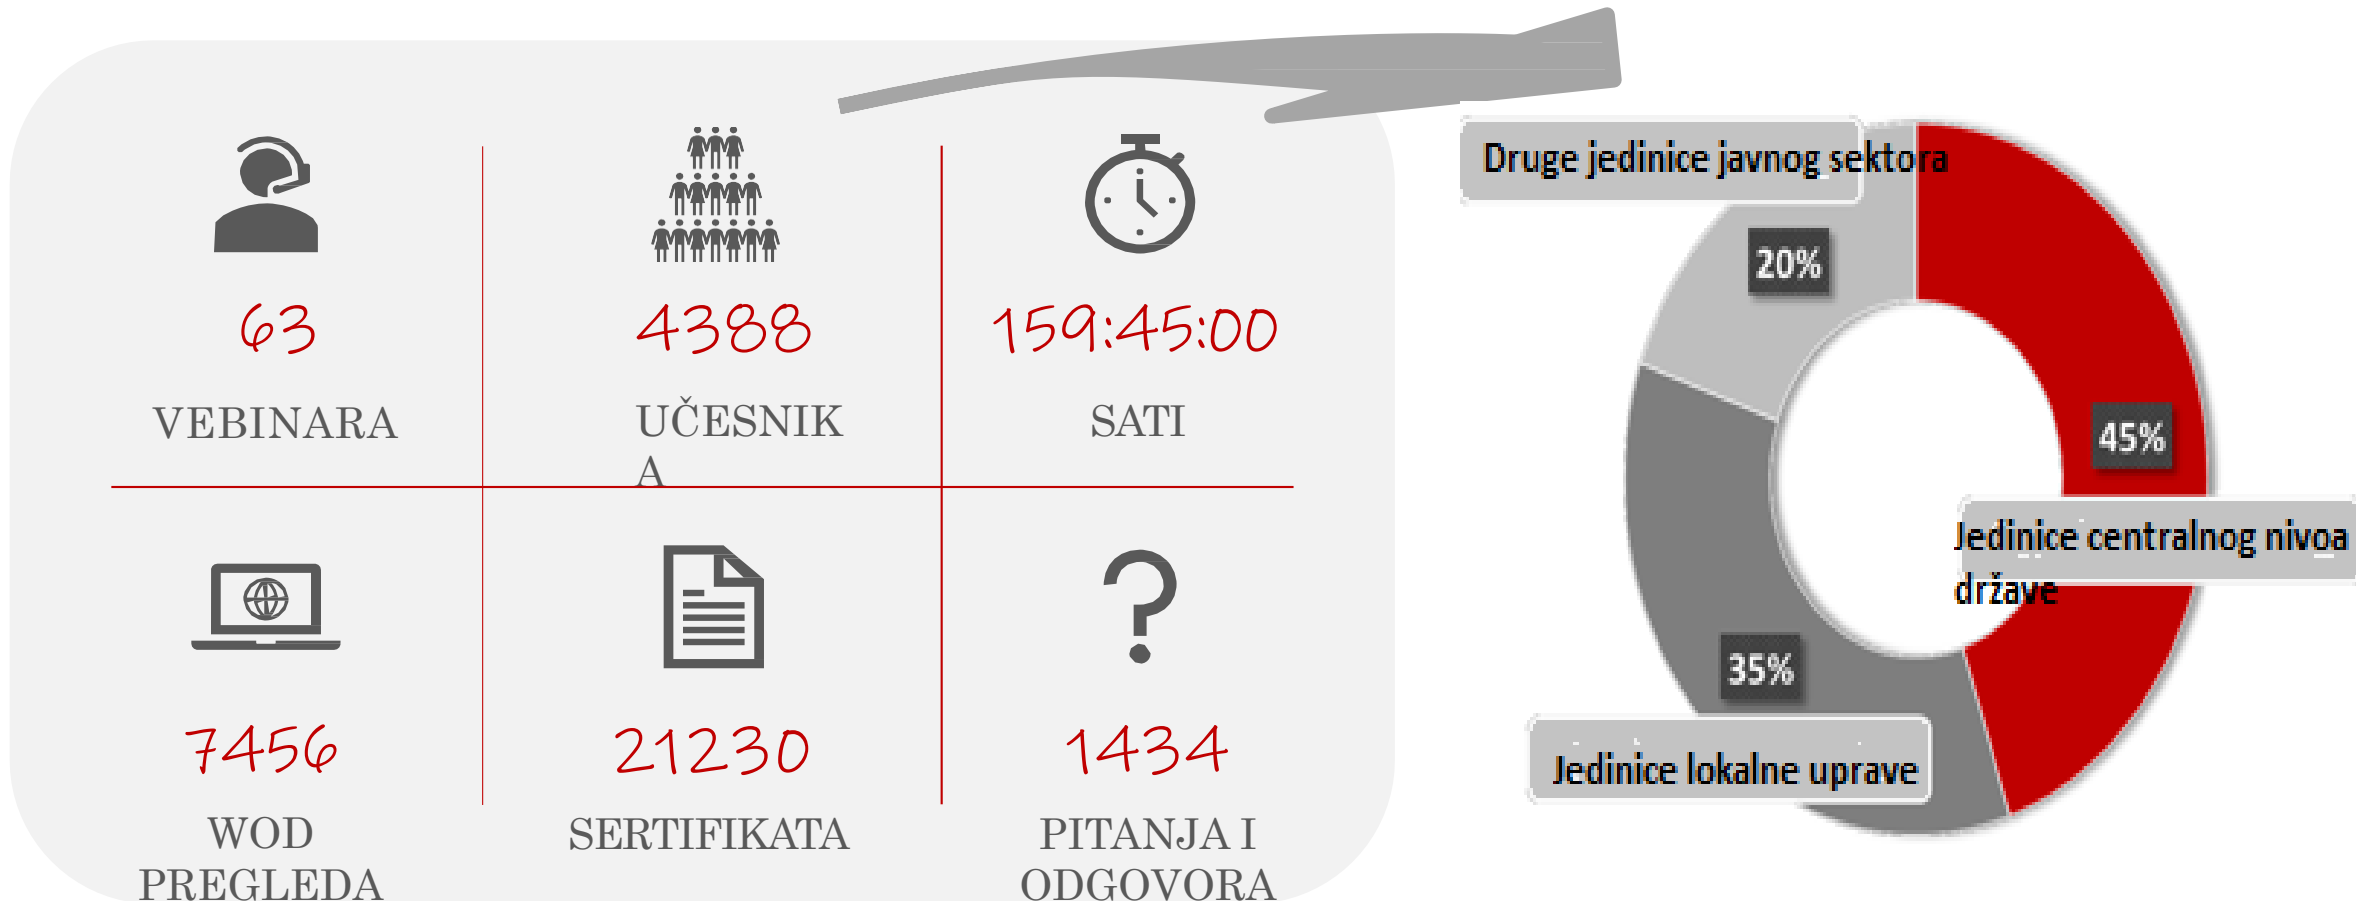 63
VEBINARA
4388
UČESNIK
A
159:45:00
SATI
7456
WOD
PREGLEDA
21230
SERTIFIKATA
1434
PITANJA I
ODGOVORA
Druge jedinice javnog sektora
20%
45%
Jedinice centralnog nivoa
države
35%
Jedinice lokalne uprave